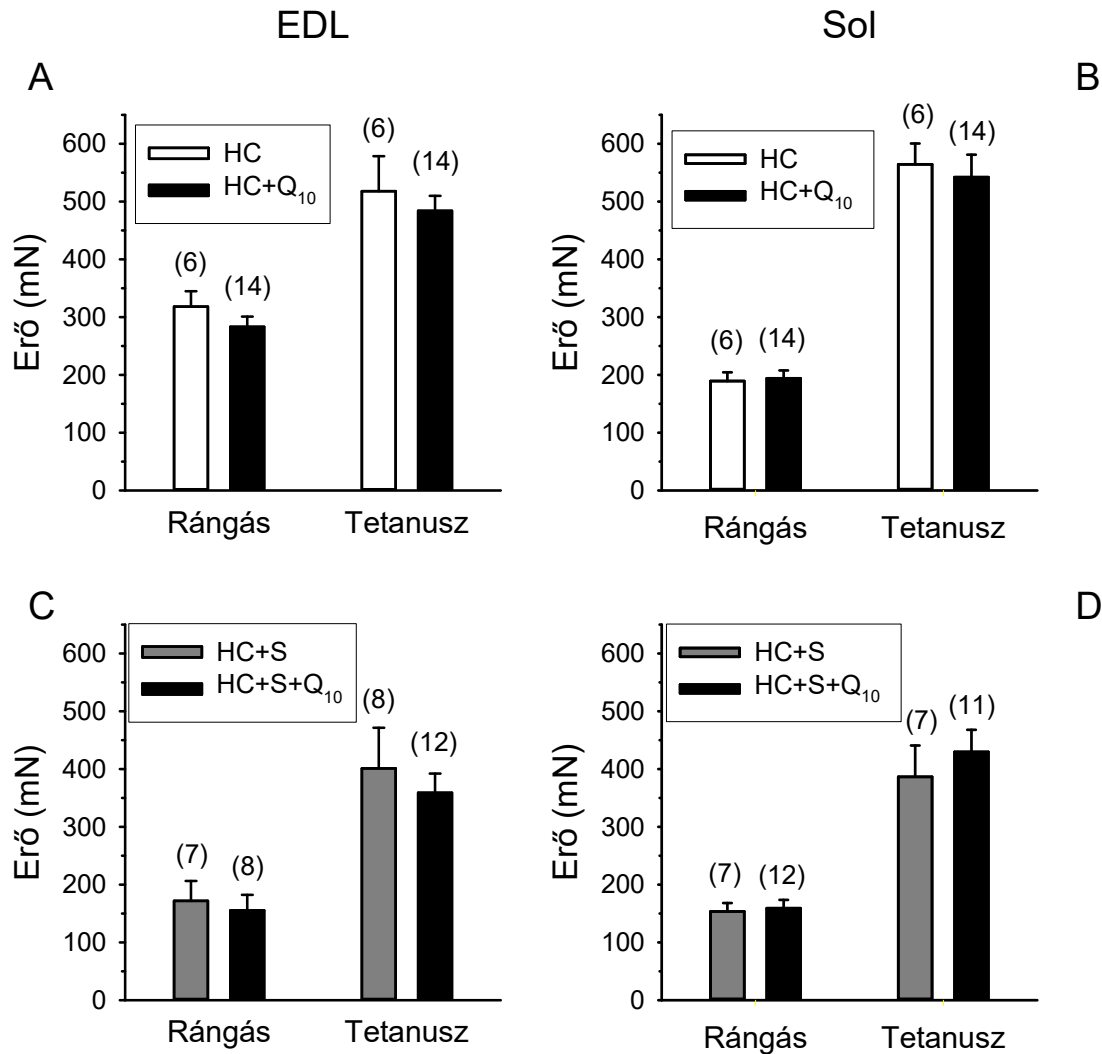 EDL
Sol
A
HC
HC+Q10
(6)
(14)
(6)
(14)
Erő (mN)
600
500
400
300
200
100
0
Rángás
Tetanusz
B
HC
HC+Q10
(6)
(14)
(6)
(14)
Erő (mN)
600
500
400
300
200
100
0
Rángás
Tetanusz
C
HC+S
HC+S+Q10
(7)
(8)
(8)
(12)
Erő (mN)
600
500
400
300
200
100
0
Rángás
Tetanusz
D
HC+S
HC+S+Q10
(7)
(12)
(7)
(11)
Erő (mN)
600
500
400
300
200
100
0
Rángás
Tetanusz